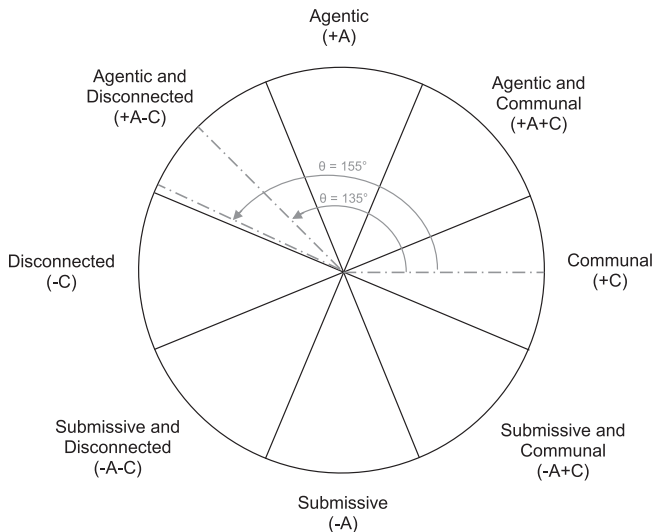 Agentic
(+A)
Agentic and
Disconnected
(+A-C)
Agentic and
Communal
(+A+C)
θ = 155°
θ = 135°
Disconnected
(-C)
Communal
(+C)
Submissive and
Disconnected
(-A-C)
Submissive and
Communal
(-A+C)
Submissive
(-A)